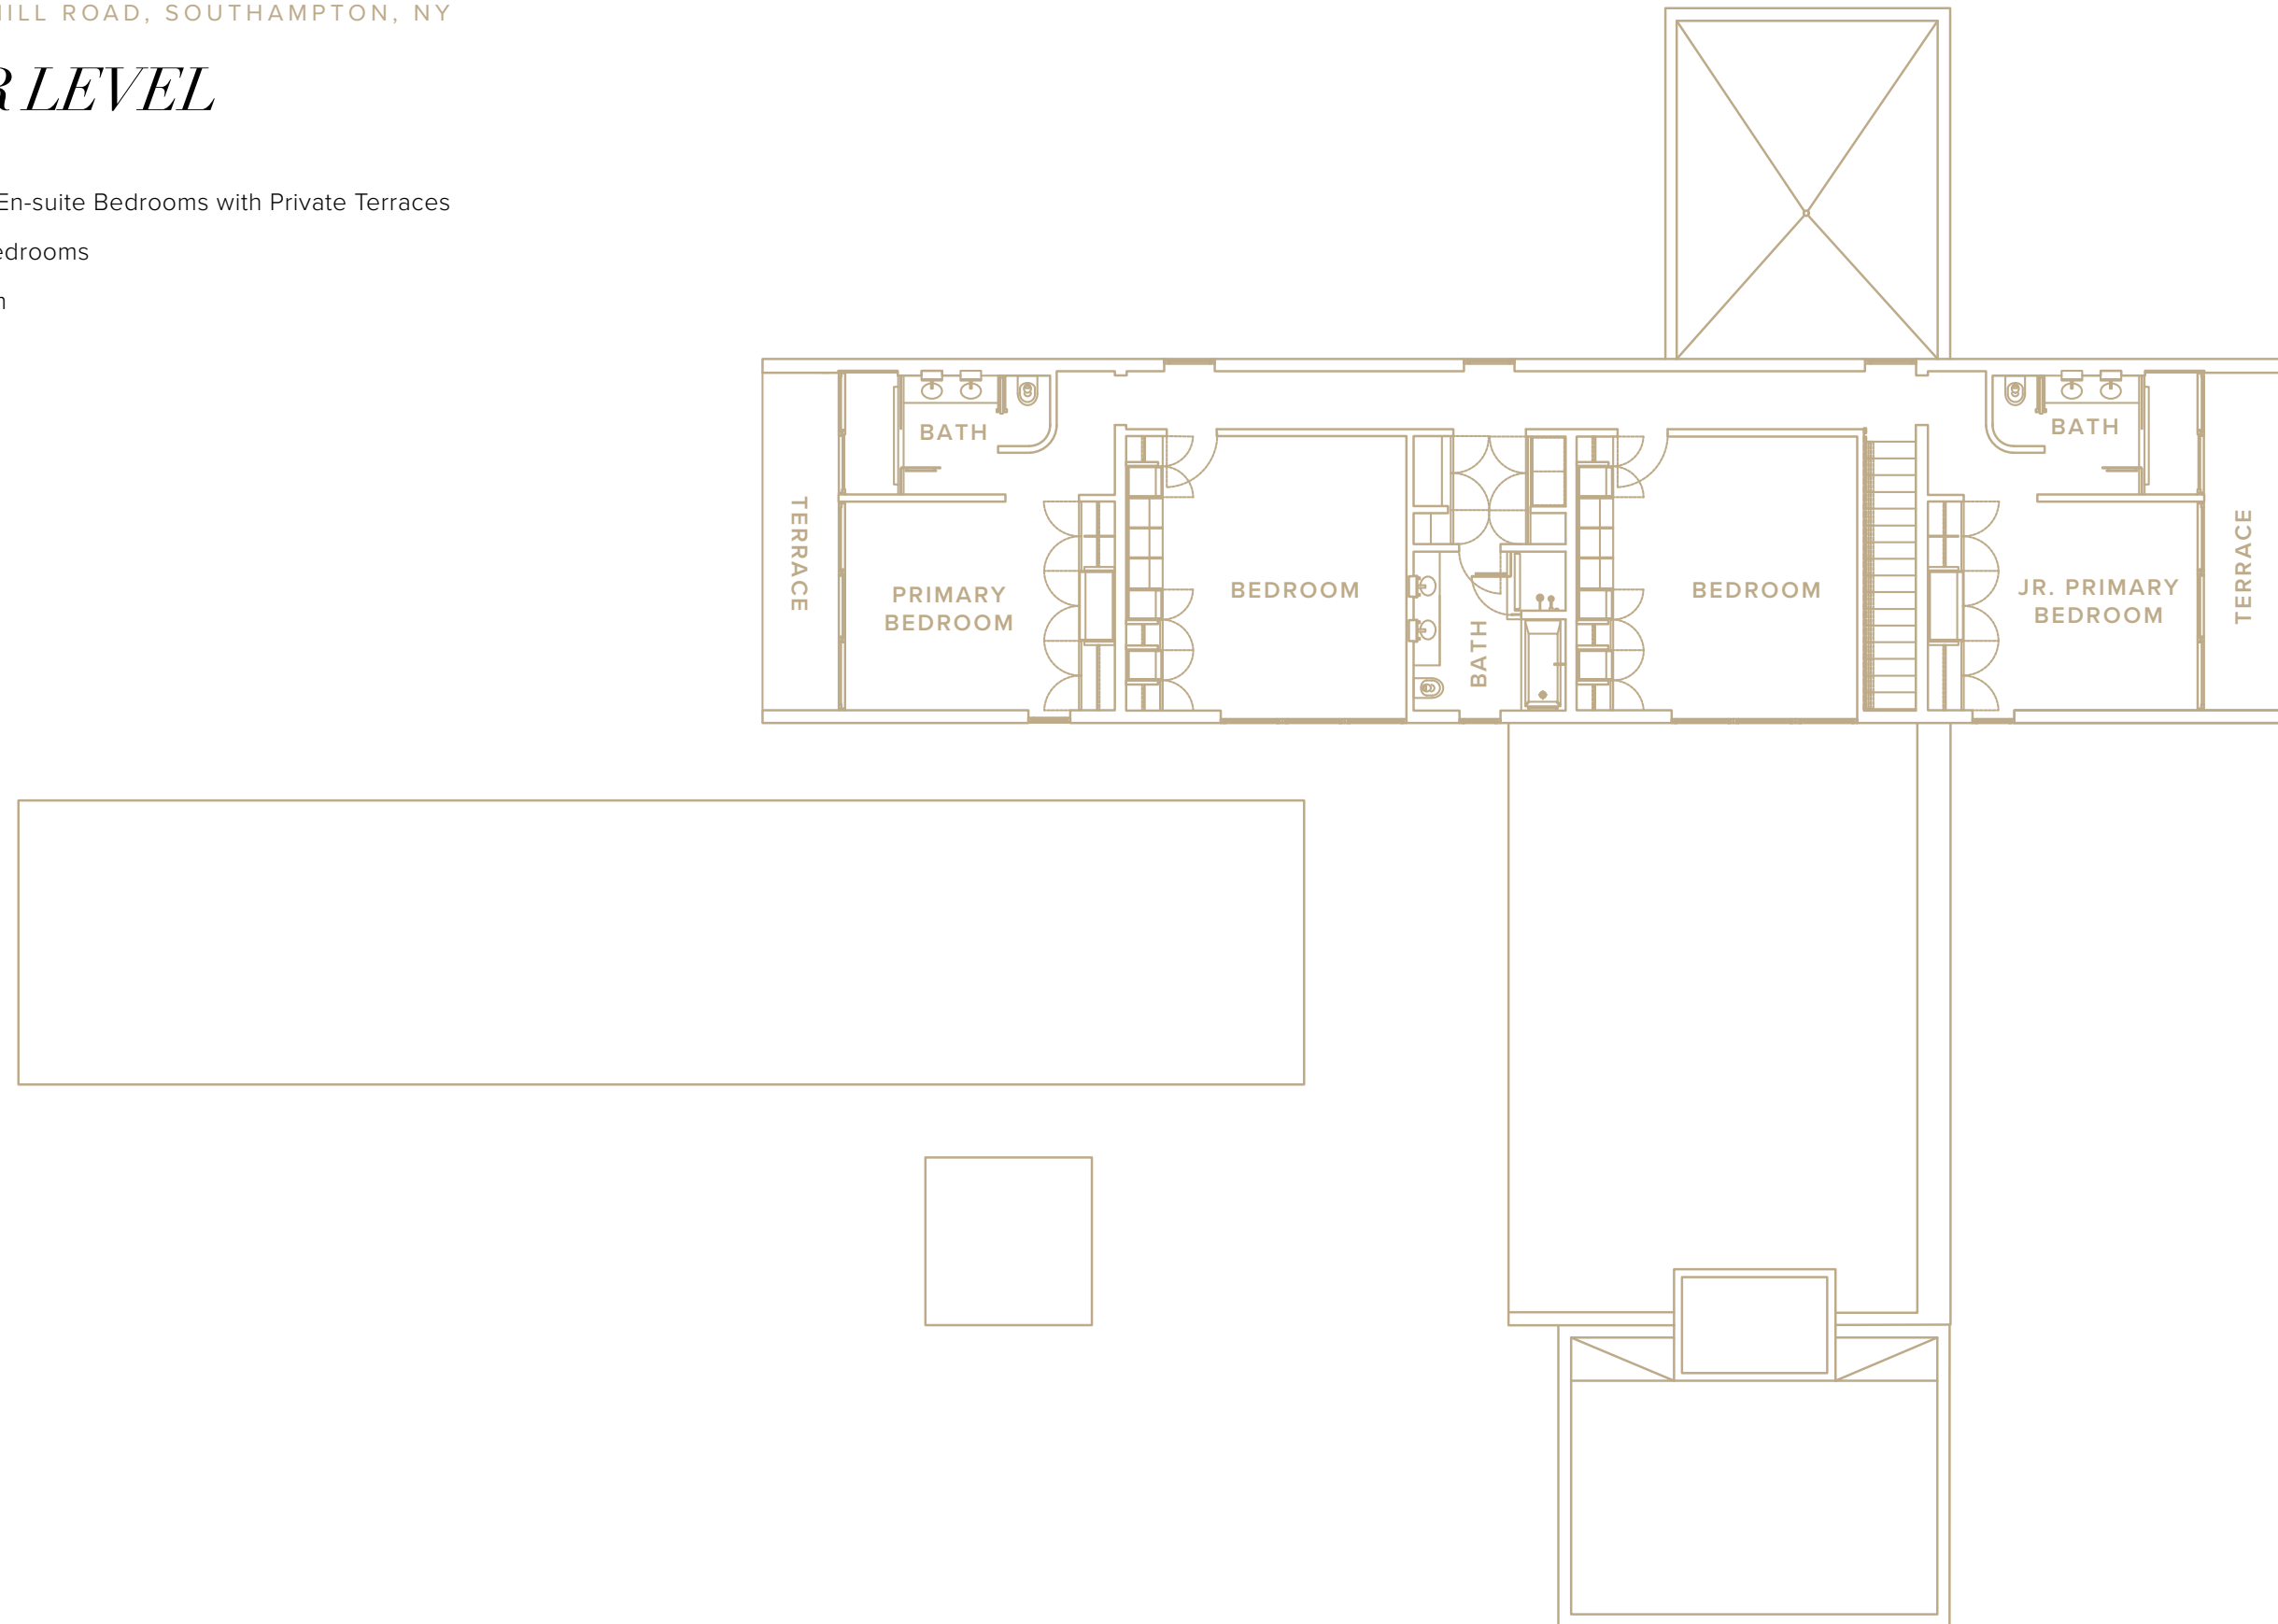 HILL ROAD, SOUTHAMPTON, NY
R LEVEL
En-suite Bedrooms with Private Terraces
edrooms
BATH
BATH
TERRACE
PRIMARY
BEDROOM
BEDROOM
BATH
BEDROOM
JR. PRIMARY
BEDROOM
TERRACE